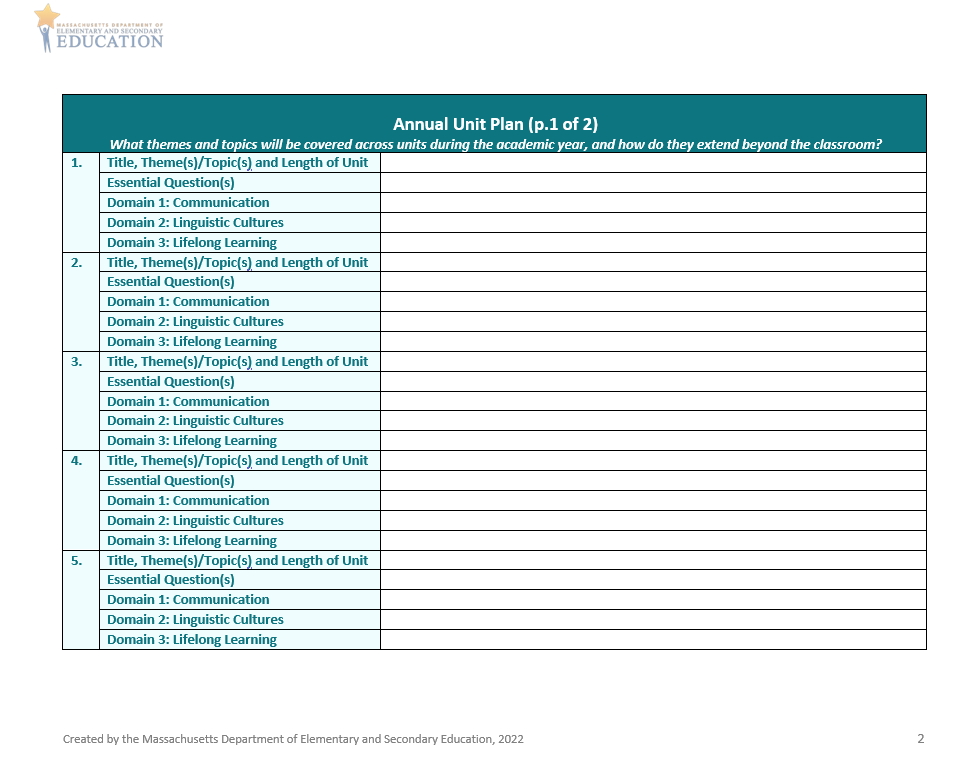 MASSACHUSETTS DEPARTMENT OF
ELEMENTARY AND SECONDARY
EDUCATION
Annual Unit Plan (p.1 of 2)
What themes and topics will be covered across units during the academic year, and how do they extend beyond the classroom?
1. Title, Theme(s)/Topic(s) and Length of Unit
Essential Question(s)
Domain 1: Communication
Domain 2: Linguistic Cultures
Domain 3: Lifelong Learning
2. Title, Theme(s)/Topic(s) and Length of Unit
Essential Question(s)
Domain 1: Communication
Domain 2: Linguistic Cultures
Domain 3: Lifelong Learning
3. Title, Theme(s)/Topic(s) and Length of Unit
Essential Question(s)
Domain 1: Communication
Domain 2: Linguistic Cultures
Domain 3: Lifelong Learning
4. Title, Theme(s)/Topic(s) and Length of Unit
Essential Question(s)
Domain 1: Communication
Domain 2: Linguistic Cultures
Domain 3: Lifelong Learning
5. Title, Theme(s)/Topic(s) and Length of Unit
Essential Question(s)
Domain 1: Communication
Domain 2: Linguistic Cultures
Domain 3: Lifelong Learning
Created by the Massachusetts Department of Elementary and Secondary Education, 2022 2